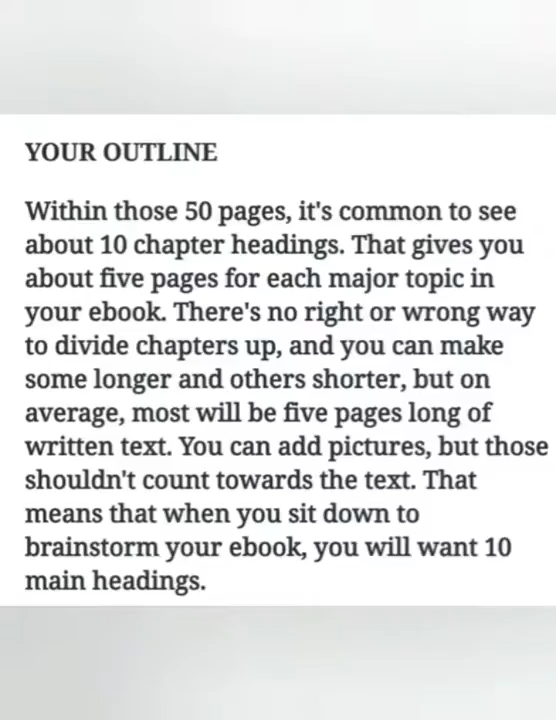 YOUR OUTLINE
Within those 50 pages, it's common to see
about 10 chapter headings. That gives you
about five pages for each major topic in
your ebook. There's no right or wrong way
to divide chapters up, and you can make
some longer and others shorter, but on
average, most will be five pages long of
written text. You can add pictures, but those
shouldn't count towards the text. That
means that when you sit down to
brainstorm your ebook, you will want 10
main headings.